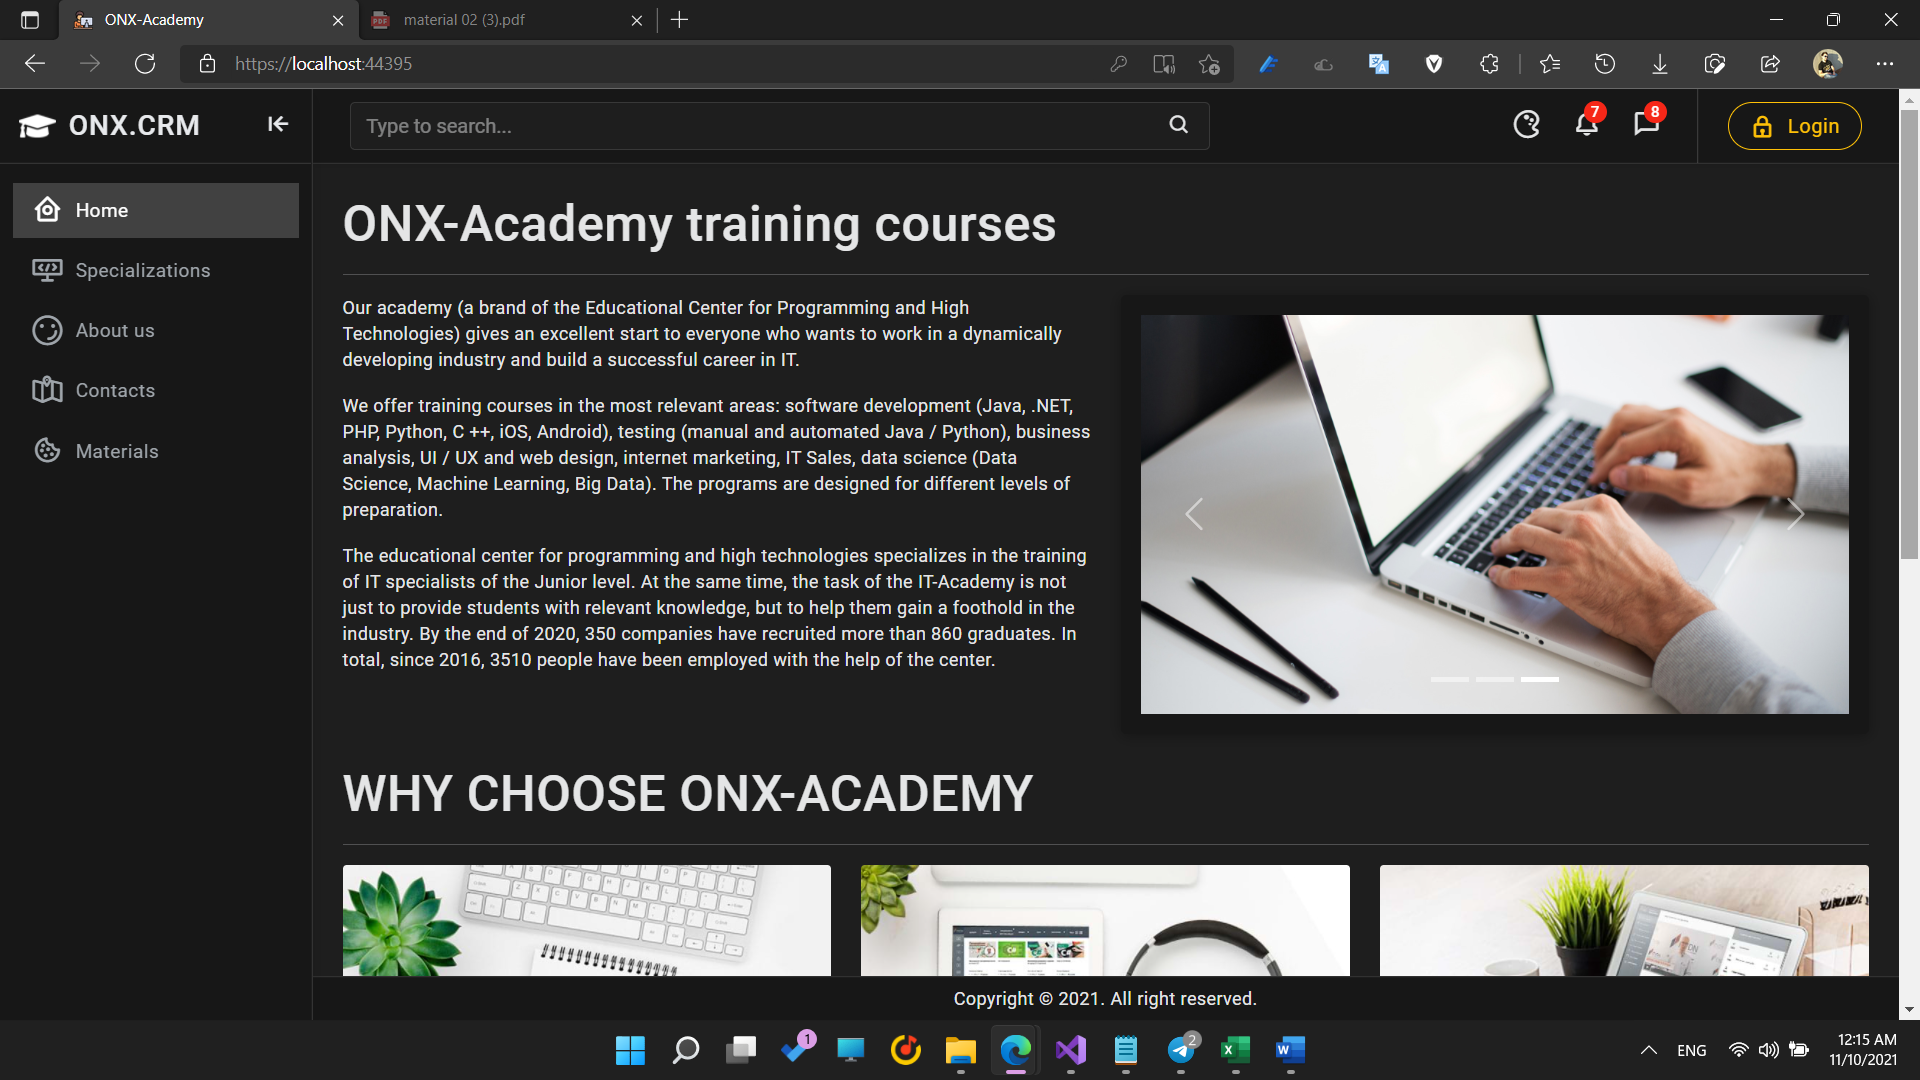 ONX-Academy
material 02 (3).pdf
https://localhost:44395
ONX.CRM
Type to search...
7
8
Login
Home
Specializations
About us
Contacts
Materials
ONX-Academy training courses
Our academy (a brand of the Educational Center for Programming and High
Technologies) gives an excellent start to everyone who wants to work in a dynamically
developing industry and build a successful career in IT.
We offer training courses in the most relevant areas: software development (Java, .NET,
PHP, Python, C ++, iOS, Android), testing (manual and automated Java / Python), business
analysis, UI / UX and web design, internet marketing, IT Sales, data science (Data
Science, Machine Learning, Big Data). The programs are designed for different levels of
preparation.
The educational center for programming and high technologies specializes in the training
of IT specialists of the Junior level. At the same time, the task of the IT-Academy is not
just to provide students with relevant knowledge, but to help them gain a foothold in the
industry. By the end of 2020, 350 companies have recruited more than 860 graduates. In
total, since 2016, 3510 people have been employed with the help of the center.
WHY CHOOSE ONX-ACADEMY
Copyright © 2021. All right reserved.
1
2
ENG
12:15 AM
11/10/2021